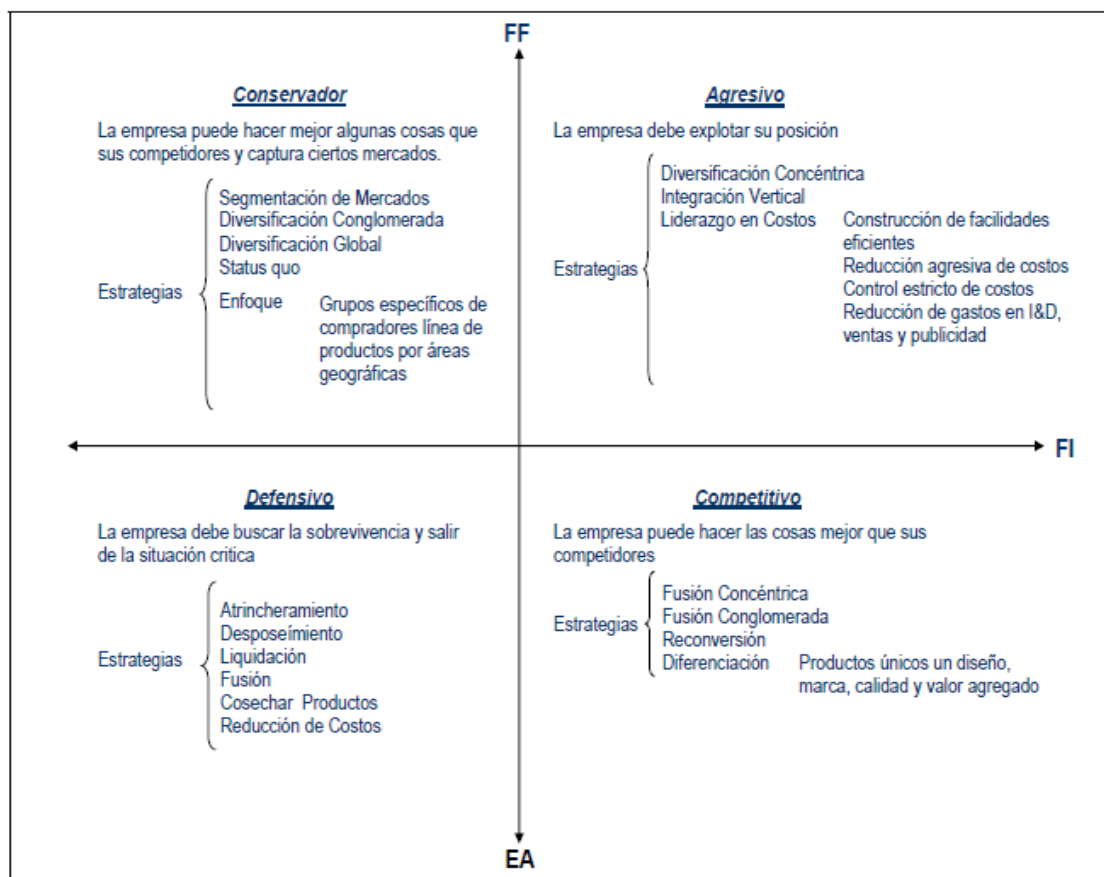 FF
Conservador
La empresa puede hacer mejor algunas cosas que
sus competidores y captura ciertos mercados.
Estrategias
Segmentación de Mercados
Diversificación Conglomerada
Diversificación Global
Status quo
Enfoque
Grupos específicos de
compradores línea de
productos por áreas
geográficas
Agresivo
La empresa debe explotar su posición
Estrategias
Diversificación Concéntrica
Integración Vertical
Liderazgo en Costos
Construcción de facilidades
eficientes
Reducción agresiva de costos
Control estricto de costos
Reducción de gastos en I&D,
ventas y publicidad
FI
Defensivo
La empresa debe buscar la sobrevivencia y salir
de la situación critica
Estrategias
Atrincheramiento
Desposeímiento
Liquidación
Fusión
Cosechar Productos
Reducción de Costos
Competitivo
La empresa puede hacer las cosas mejor que sus
competidores
Estrategias
Fusión Concéntrica
Fusión Conglomerada
Reconversión
Diferenciación
Productos únicos un diseño,
marca, calidad y valor agregado
EA